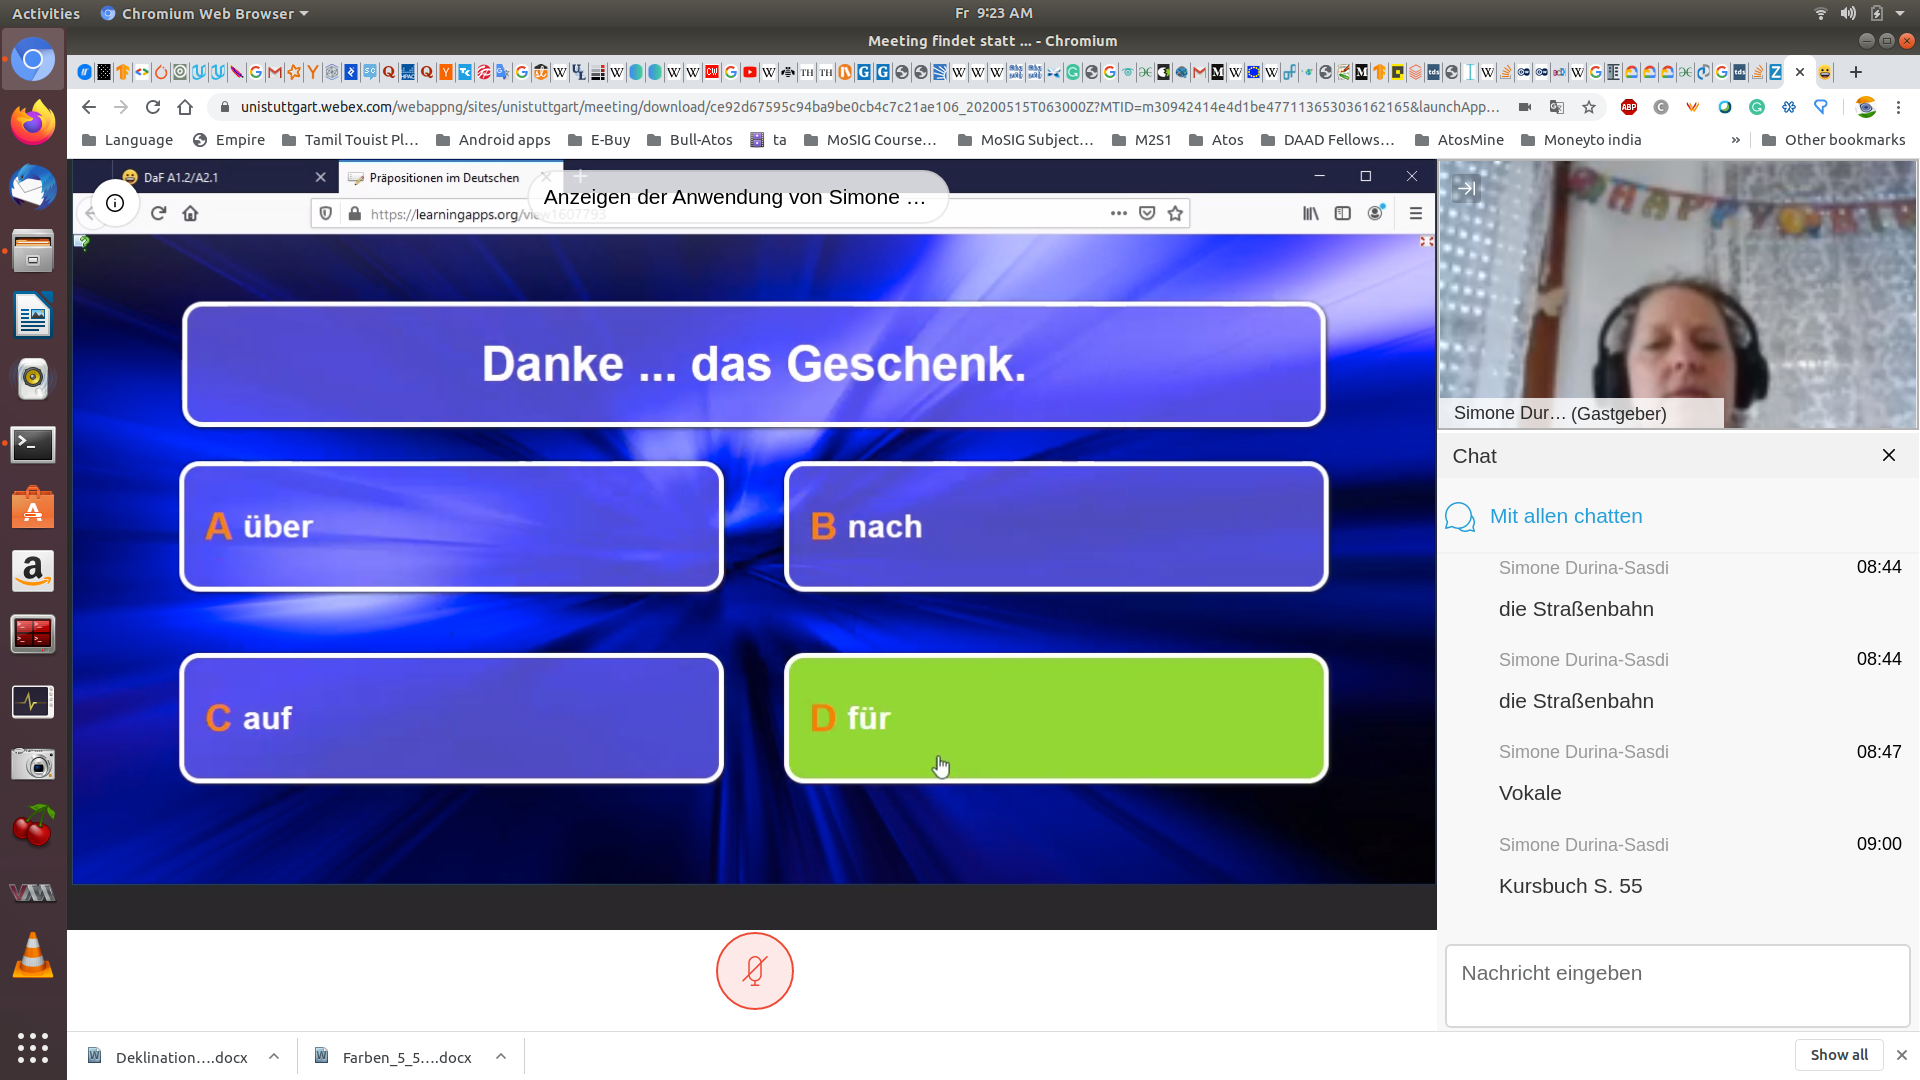 Activities
Chromium Web Browser
Fr 9:23 AM
Meeting findet statt ... - Chromium
unistuttgart.webex.com/webappng/sites/unistuttgart/meeting/download/ce92d67595c94ba9be0cb4c7c21ae106_20200515T063000Z?MTID=m30942414e4d1be477113653036162165&launchApp…
Language
Empire
Tamil Touist Pl…
Android apps
E-Buy
Bull-Atos
ta
MoSIG Course…
MoSIG Subject…
M2S1
Atos
DAAD Fellows…
AtosMine
Moneyto india
»
Other bookmarks
DaF A1.2/A2.1
Präpositionen im Deutschen
Anzeigen der Anwendung von Simone …
https://learningapps.org/view1607793
Danke ... das Geschenk.
A über
B nach
C auf
D für
HAPPY
Simone Dur… (Gastgeber)
Chat
Mit allen chatten
Simone Durina-Sasdi 08:44
die Straßenbahn
Simone Durina-Sasdi 08:44
die Straßenbahn
Simone Durina-Sasdi 08:47
Vokale
Simone Durina-Sasdi 09:00
Kursbuch S. 55
Nachricht eingeben
Deklination….docx
Farben_5_5….docx
Show all